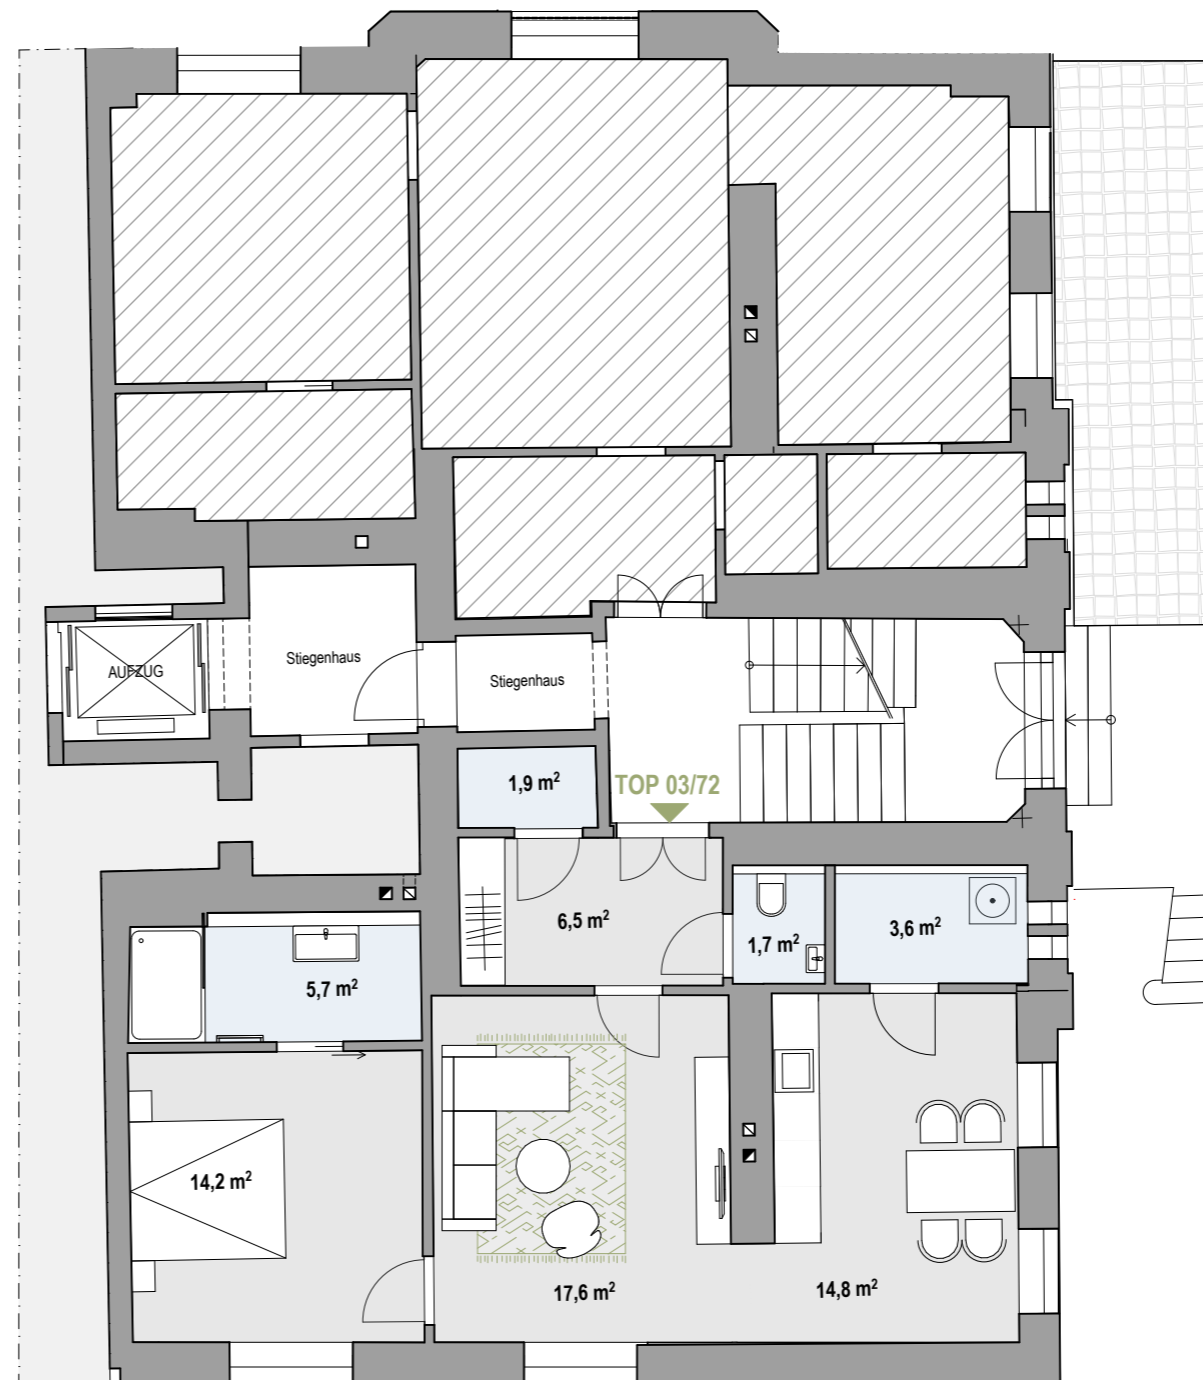 Stiegenhaus
AUFZUG
Stiegenhaus
1,9 m²
TOP 03/72
6,5 m²
1,7 m²
3,6 m²
5,7 m²
14,2 m²
17,6 m²
14,8 m²